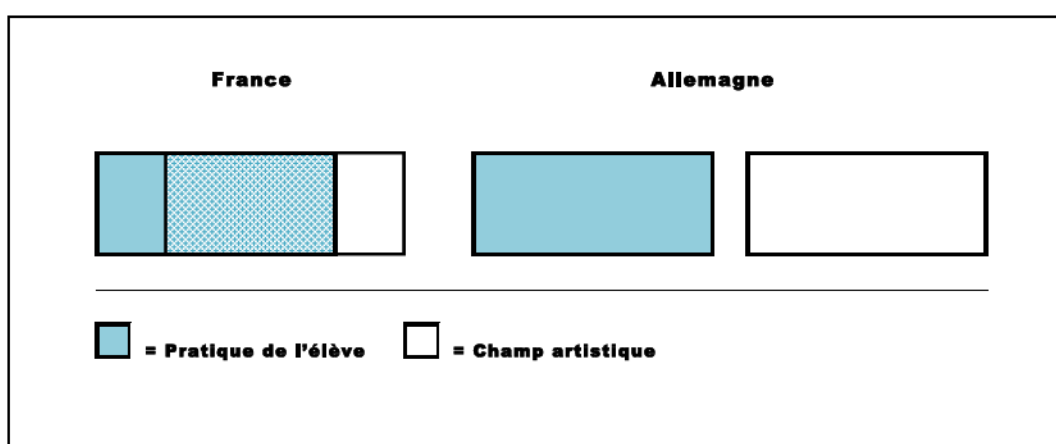 France Allemagne
= Pratique de l'élève = Champ artistique